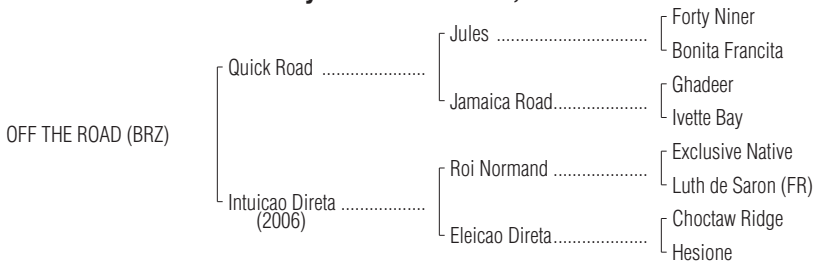 Forty Niner
Jules ................................
Bonita Francita
Quick Road ......................
Ghadeer
Jamaica Road....................
Ivette Bay
OFF THE ROAD (BRZ)
Exclusive Native
Roi Normand ....................
Luth de Saron (FR)
Intuicao Direta ..................
(2006)
Choctaw Ridge
Eleicao Direta....................
Hesione